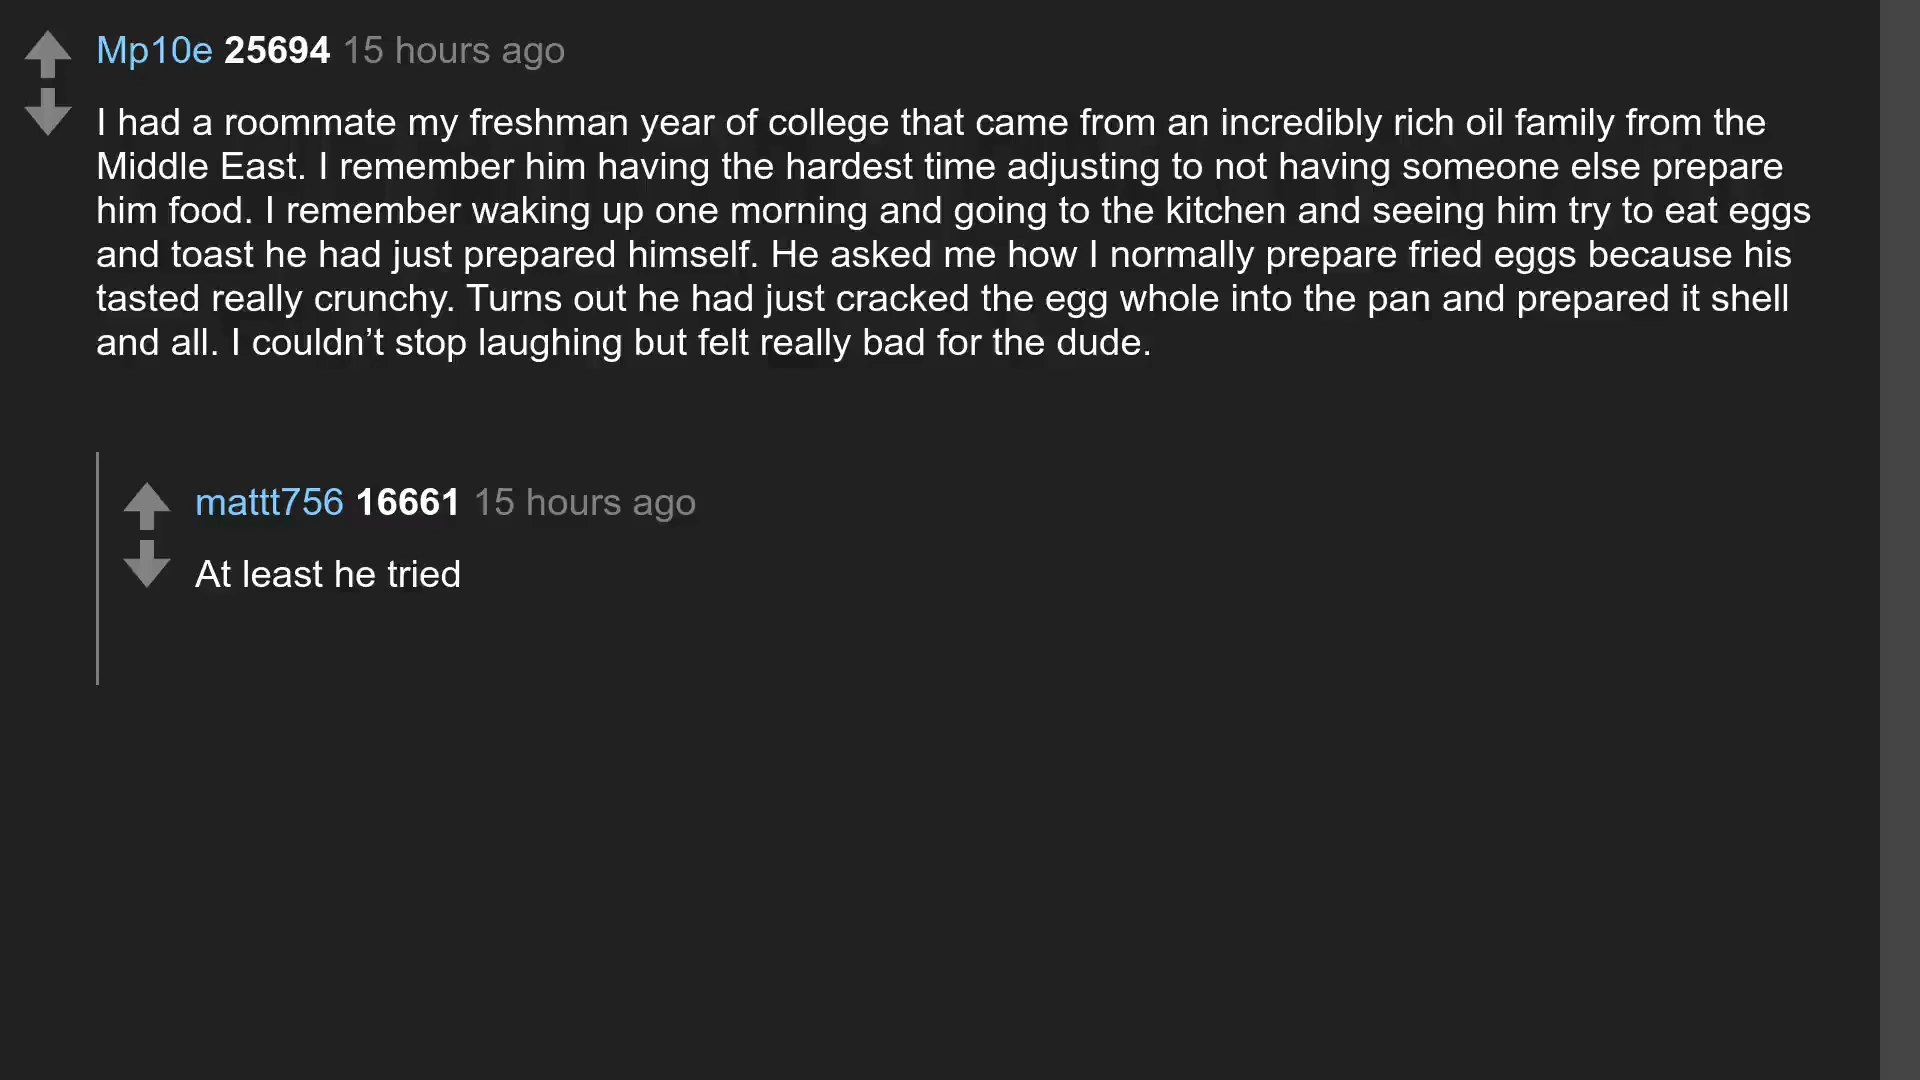 Mp10e 25694 15 hours ago
I had a roommate my freshman year of college that came from an incredibly rich oil family from the
Middle East. I remember him having the hardest time adjusting to not having someone else prepare
him food. I remember waking up one morning and going to the kitchen and seeing him try to eat eggs
and toast he had just prepared himself. He asked me how I normally prepare fried eggs because his
tasted really crunchy. Turns out he had just cracked the egg whole into the pan and prepared it shell
and all. I couldn’t stop laughing but felt really bad for the dude.
mattt756 16661 15 hours ago
At least he tried